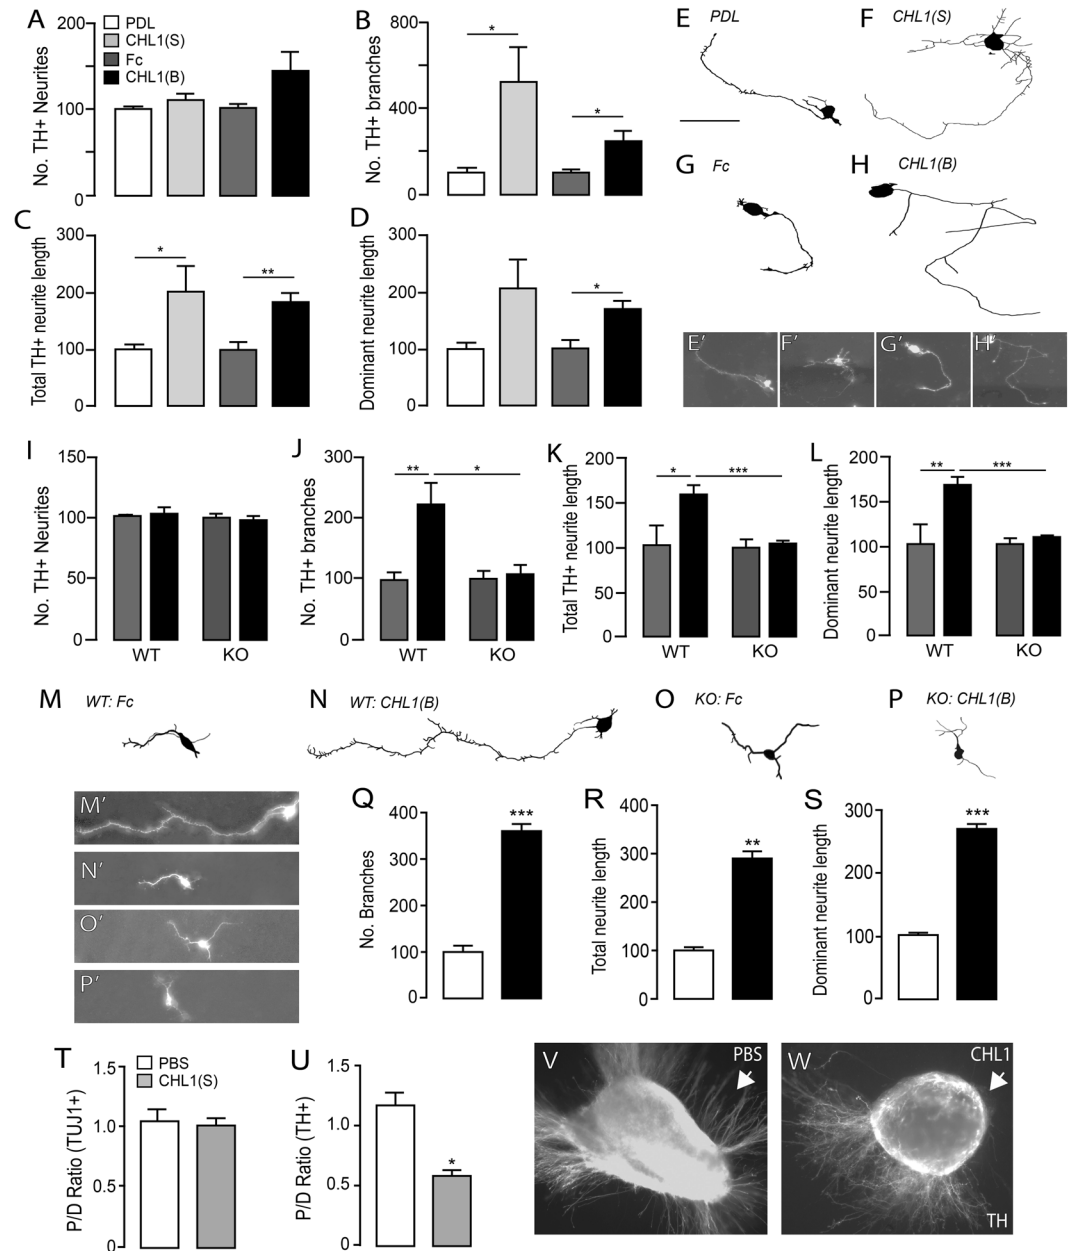 A
No. TH+ Neurites
200
100
0
PDL
CHL1(S)
Fc
CHL1(B)
B
No. TH+ branches
800
400
0
*
*
C
Total TH+ neurite length
300
200
100
0
*
**
D
Dominant neurite length
300
200
100
0
*
E PDL
F CHL1(S)
G Fc
H CHL1(B)
E′
F′
G′
H′
I
No. TH+ Neurites
150
100
50
0
WT
KO
J
No. TH+ branches
300
200
100
0
**
*
WT
KO
K
Total TH+ neurite length
200
150
100
50
0
*
***
WT
KO
L
Dominant neurite length
200
150
100
50
0
**
***
WT
KO
M WT: Fc
N WT: CHL1(B)
O KO: Fc
P KO: CHL1(B)
M′
N′
O′
P′
Q
No. Branches
400
300
200
100
0
***
R
Total neurite length
400
300
200
100
0
**
S
Dominant neurite length
300
200
100
0
***
T
P/D Ratio (TUJ1+)
1.5
1.0
0.5
0
PBS
CHL1(S)
U
P/D Ratio (TH+)
1.5
1.0
0.5
0
*
V
PBS
W
CHL1
TH